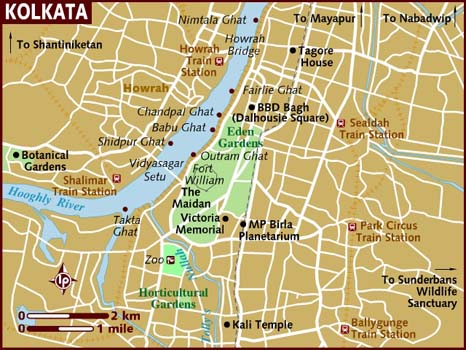 KOLKATA
Nimtala Ghat
To Mayapur
To Nabadwip
To Shantiniketan
Howrah
Bridge
Howrah
Train
Station
Tagore
House
Howrah
Fairlie Ghat
BBD Bagh
(Dalhousie Square)
Chandpal Ghat
Babu Ghat
Sealdah
Train Station
Shidpur Ghat
Eden
Gardens
Botanical
Gardens
Vidyasagar
Setu
Outram Ghat
Fort
William
Shalimar
Train Station
The
Maidan
Hooghly River
Takta
Ghat
Victoria
Memorial
MP Birla
Planetarium
Park Circus
Train Station
Zoo
Nullah
Tolly's
Horticultural
Gardens
To Sunderbans
Wildlife
Sanctuary
LP
0 2 km
0 1 mile
Kali Temple
Ballygunge
Train Station